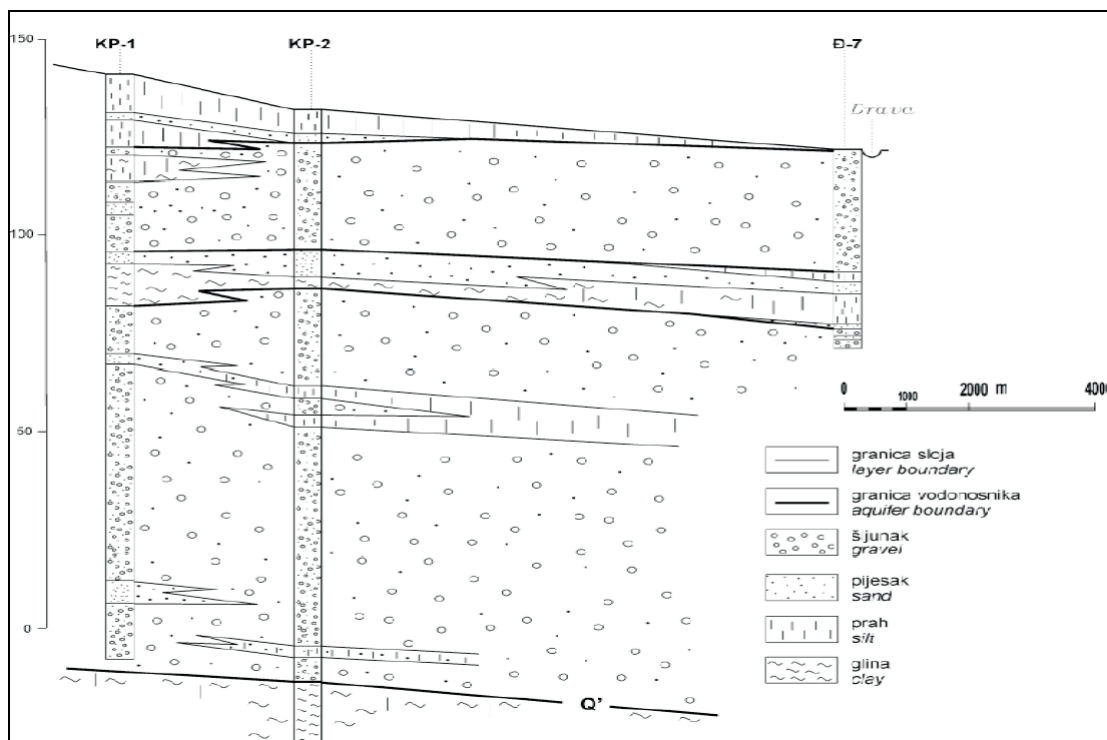 KP-1 KP-2 Đ-7
150
Drava
100
50
0
0 1000 2000 m 4000
granica sloja
layer boundary
granica vodonosnika
aquifer boundary
šljunak
gravel
pijesak
sand
prah
silt
glina
clay
Q'